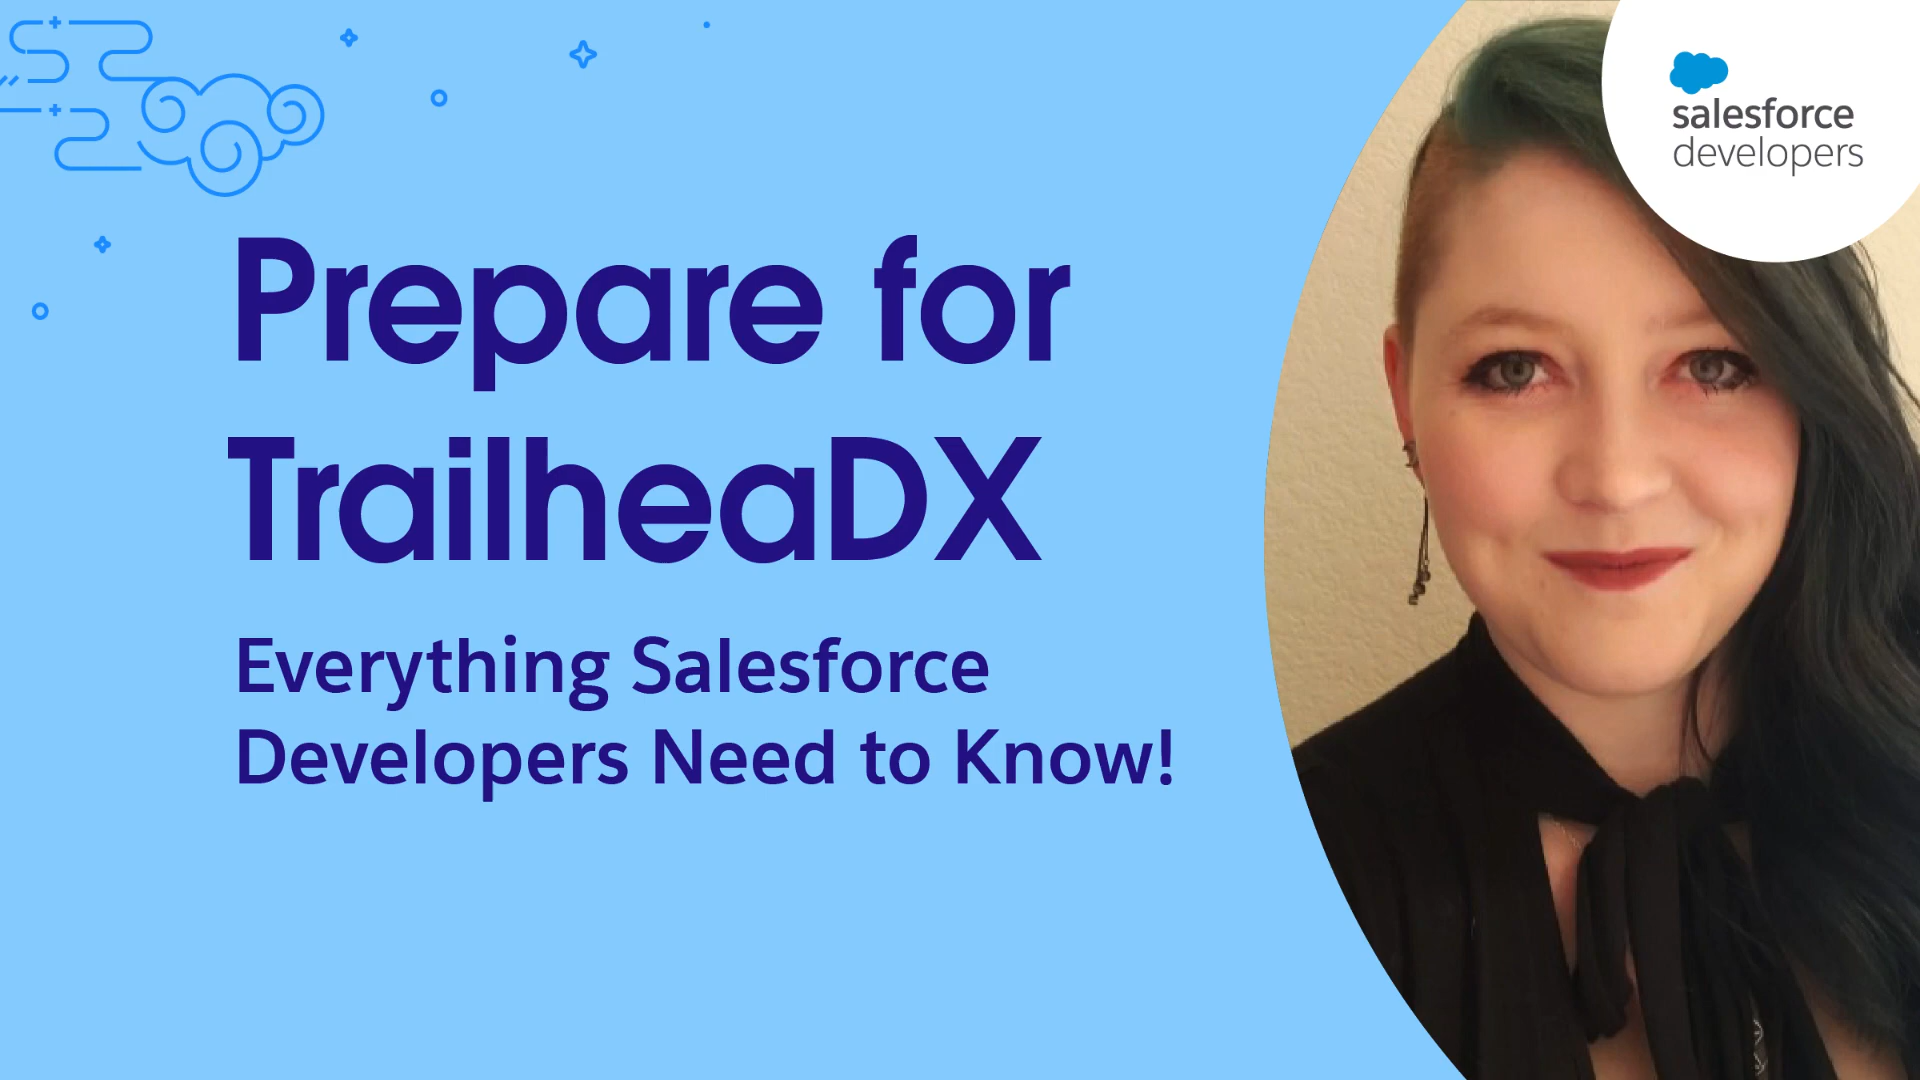 salesforce
developers
Prepare for
TrailheaDX
Everything Salesforce
Developers Need to Know!